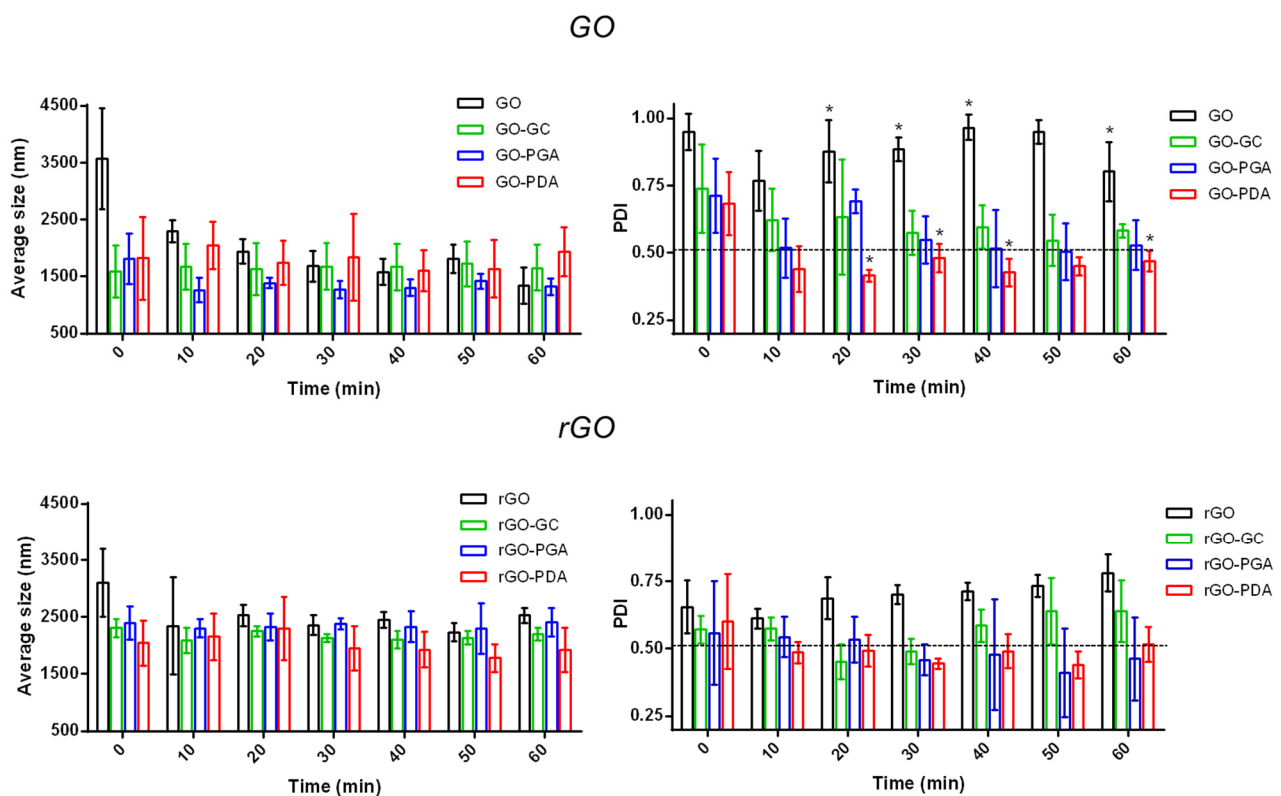 GO
Average size (nm)
4500
3500
2500
1500
500
0 10 20 30 40 50 60
Time (min)
GO
GO-GC
GO-PGA
GO-PDA
PDI
1.00
0.75
0.50
0.25
* * * * * * * *
0 10 20 30 40 50 60
Time (min)
GO
GO-GC
GO-PGA
GO-PDA
rGO
Average size (nm)
4500
3500
2500
1500
500
0 10 20 30 40 50 60
Time (min)
rGO
rGO-GC
rGO-PGA
rGO-PDA
PDI
1.00
0.75
0.50
0.25
0 10 20 30 40 50 60
Time (min)
rGO
rGO-GC
rGO-PGA
rGO-PDA